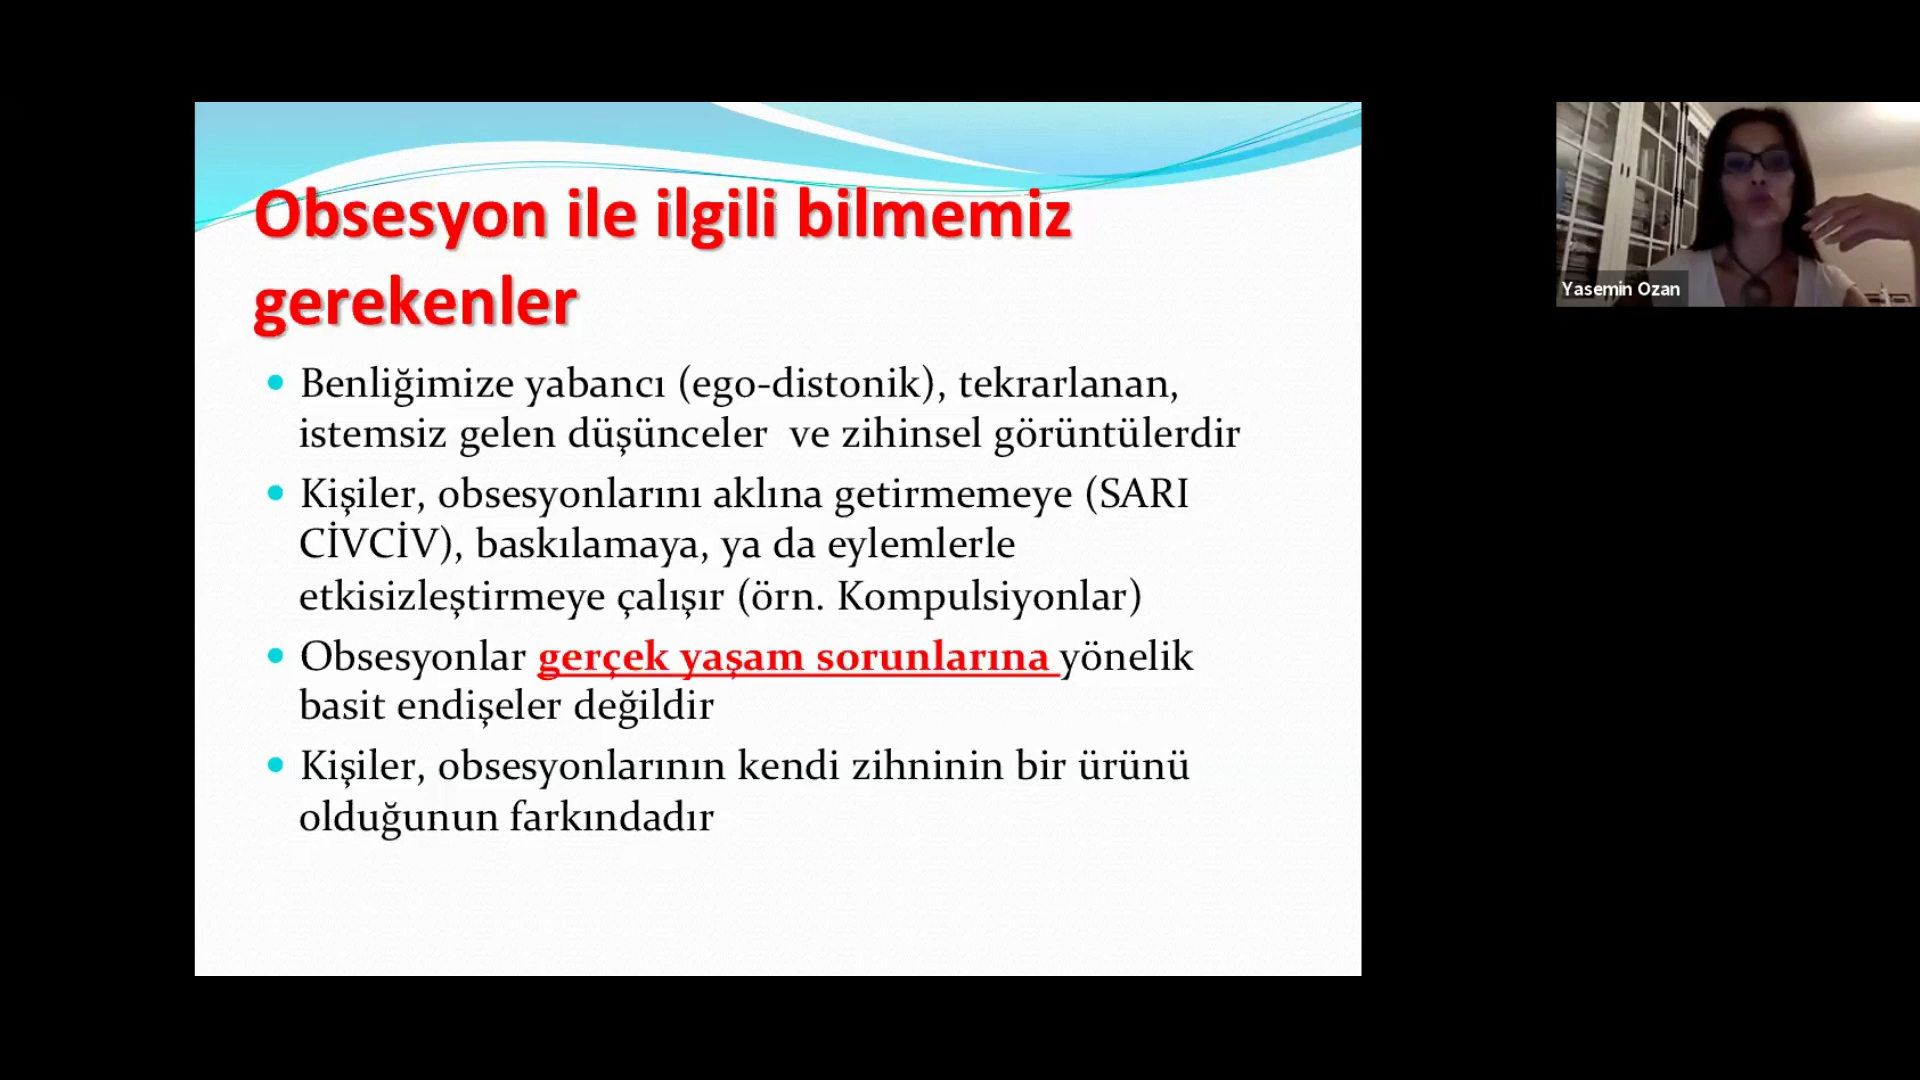 Obsesyon ile ilgili bilmemiz
gerekenler
Benliğimize yabancı (ego-distonik), tekrarlanan,
istemsiz gelen düşünceler  ve zihinsel görüntülerdir
Kişiler, obsesyonlarını aklına getirmemeye (SARI
CİVCİV), baskılamaya, ya da eylemlerle
etkisizleştirmeye çalışır (örn. Kompulsiyonlar)
Obsesyonlar gerçek yaşam sorunlarına yönelik
basit endişeler değildir
Kişiler, obsesyonlarının kendi zihninin bir ürünü
olduğunun farkındadır
Yasemin Ozan